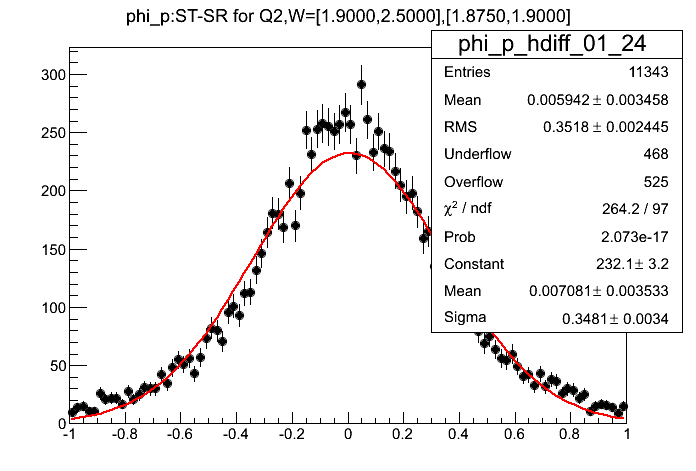 phi_p:ST-SR for Q2,W=[1.9000,2.5000],[1.8750,1.9000]
phi_p_hdiff_01_24
Entries 11343
Mean 0.005942 ± 0.003458
RMS 0.3518 ± 0.002445
Underflow 468
Overflow 525
χ² / ndf 264.2 / 97
Prob 2.073e-17
Constant 232.1 ± 3.2
Mean 0.007081 ± 0.003533
Sigma 0.3481 ± 0.0034
300
250
200
150
100
50
0
-1 -0.8 -0.6 -0.4 -0.2 0 0.2 0.4 0.6 0.8 1